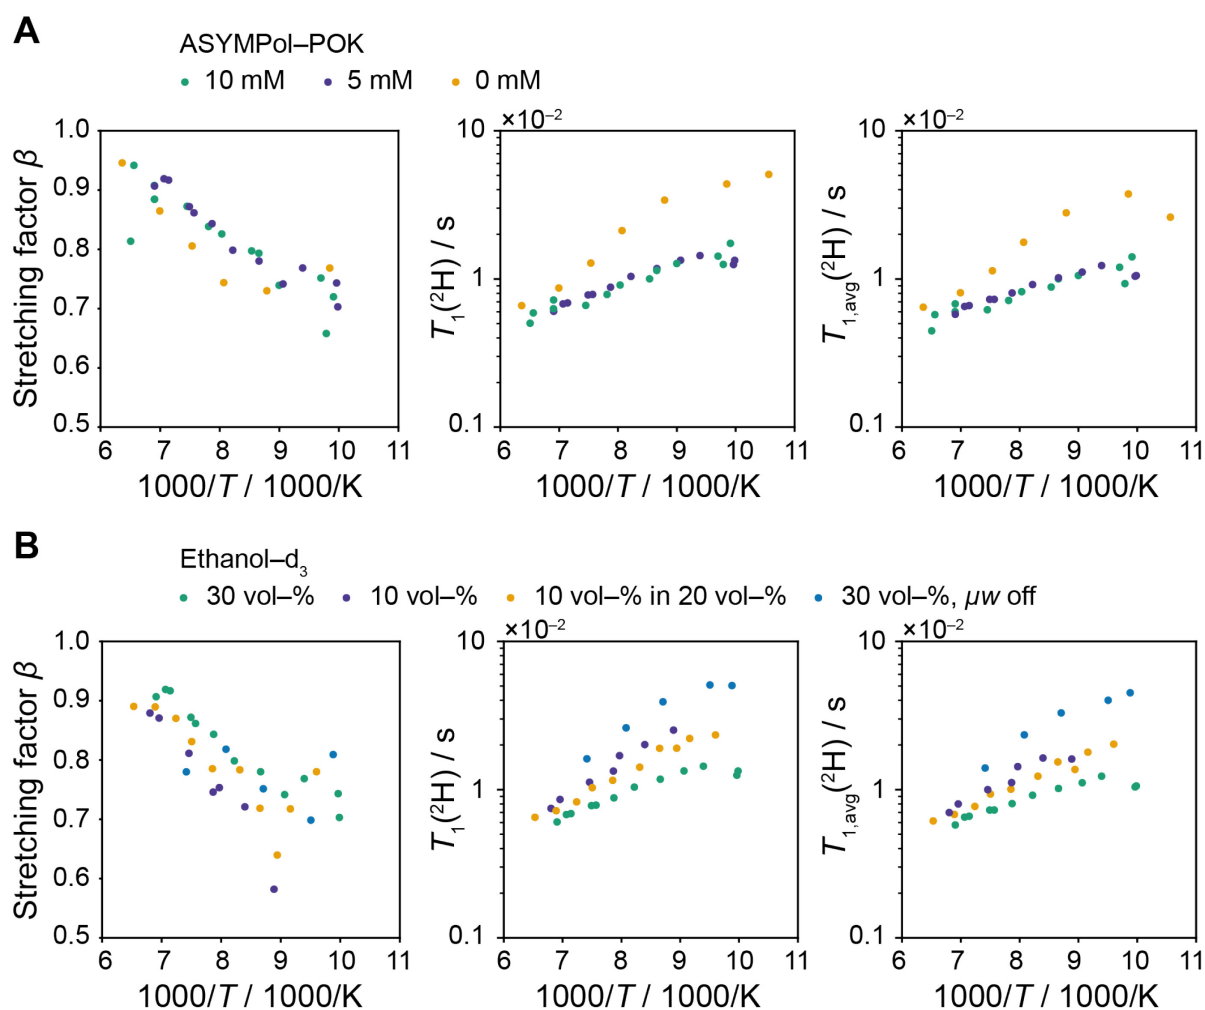 A
ASYMPol–POK
10 mM 5 mM 0 mM
×10⁻² ×10⁻²
1.0 10 10
0.9
0.8
0.7
0.6
0.5
Stretching factor β
6 7 8 9 10 11
1000/T / 1000/K
1
0.1
T₁(²H) / s
6 7 8 9 10 11
1000/T / 1000/K
1
0.1
T₁,avg(²H) / s
6 7 8 9 10 11
1000/T / 1000/K
B
Ethanol–d₃
30 vol–% 10 vol–% 10 vol–% in 20 vol–% 30 vol–%, μw off
×10⁻² ×10⁻²
1.0 10 10
0.9
0.8
0.7
0.6
0.5
Stretching factor β
6 7 8 9 10 11
1000/T / 1000/K
1
0.1
T₁(²H) / s
6 7 8 9 10 11
1000/T / 1000/K
1
0.1
T₁,avg(²H) / s
6 7 8 9 10 11
1000/T / 1000/K